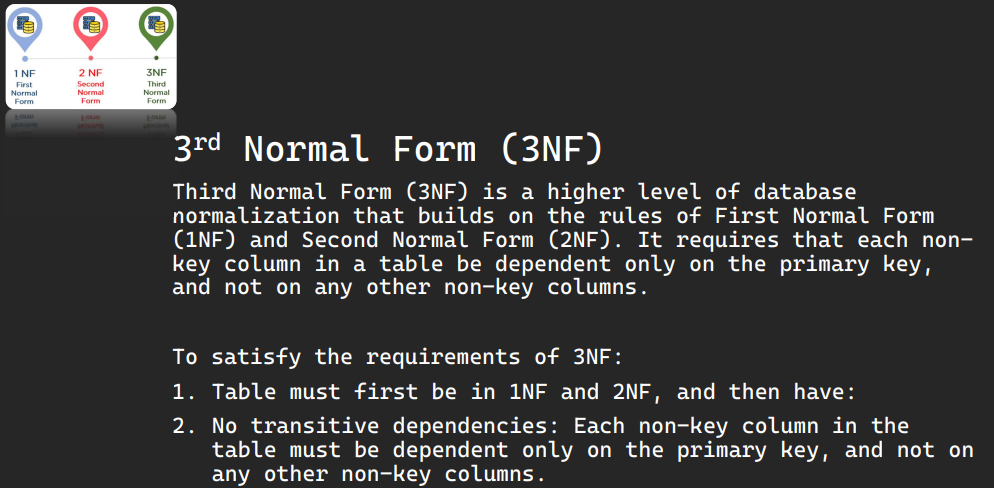 1 NF
First
Normal
Form
2 NF
Second
Normal
Form
3NF
Third
Normal
Form
3rd Normal Form (3NF)
Third Normal Form (3NF) is a higher level of database
normalization that builds on the rules of First Normal Form
(1NF) and Second Normal Form (2NF). It requires that each non-
key column in a table be dependent only on the primary key,
and not on any other non-key columns.
To satisfy the requirements of 3NF:
1. Table must first be in 1NF and 2NF, and then have:
2. No transitive dependencies: Each non-key column in the
table must be dependent only on the primary key, and not on
any other non-key columns.